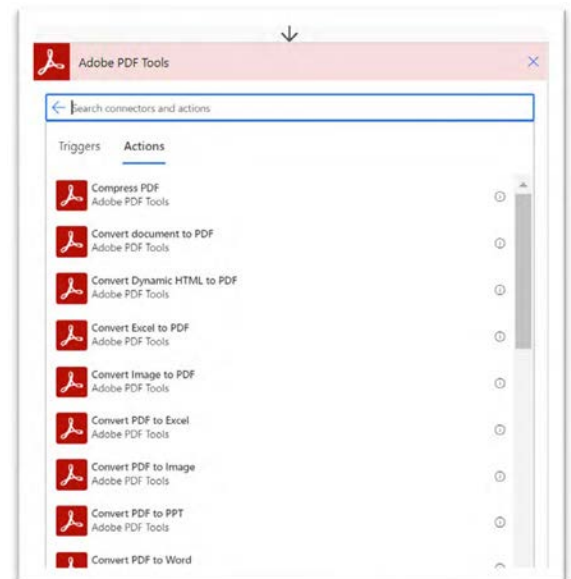 Adobe PDF Tools
Search connectors and actions
Triggers Actions
Compress PDF
Adobe PDF Tools
Convert document to PDF
Adobe PDF Tools
Convert Dynamic HTML to PDF
Adobe PDF Tools
Convert Excel to PDF
Adobe PDF Tools
Convert Image to PDF
Adobe PDF Tools
Convert PDF to Excel
Adobe PDF Tools
Convert PDF to Image
Adobe PDF Tools
Convert PDF to PPT
Adobe PDF Tools
Convert PDF to Word